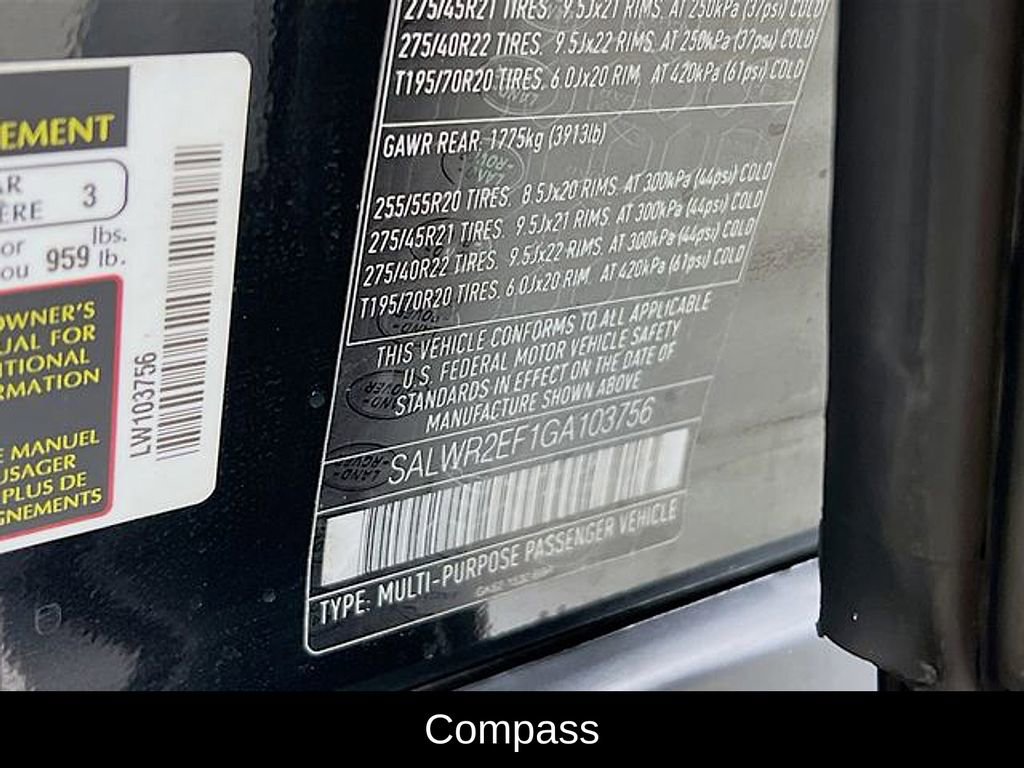 EMENT
AR 3
ÈRE
or lbs.
ou 959 lb.
OWNER'S
UAL FOR
ITIONAL
RMATION
E MANUEL
USAGER
PLUS DE
GNEMENTS
LW103756
275/45R21 TIRES, 9.5Jx21 RIMS, AT 250kPa (37psi) COLD
275/40R22 TIRES, 9.5Jx22 RIMS, AT 250kPa (37psi) COLD
T195/70R20 TIRES, 6.0Jx20 RIM, AT 420kPa (61psi) COLD
GAWR REAR: 1775kg (3913lb)
255/55R20 TIRES, 8.5Jx20 RIMS, AT 300kPa (44psi) COLD
275/45R21 TIRES, 9.5Jx21 RIMS, AT 300kPa (44psi) COLD
275/40R22 TIRES, 9.5Jx22 RIMS, AT 300kPa (44psi) COLD
T195/70R20 TIRES, 6.0Jx20 RIM, AT 420kPa (61psi) COLD
THIS VEHICLE CONFORMS TO ALL APPLICABLE
U.S. FEDERAL MOTOR VEHICLE SAFETY
STANDARDS IN EFFECT ON THE DATE OF
MANUFACTURE SHOWN ABOVE
SALWR2EF1GA103756
TYPE: MULTI-PURPOSE PASSENGER VEHICLE
Compass